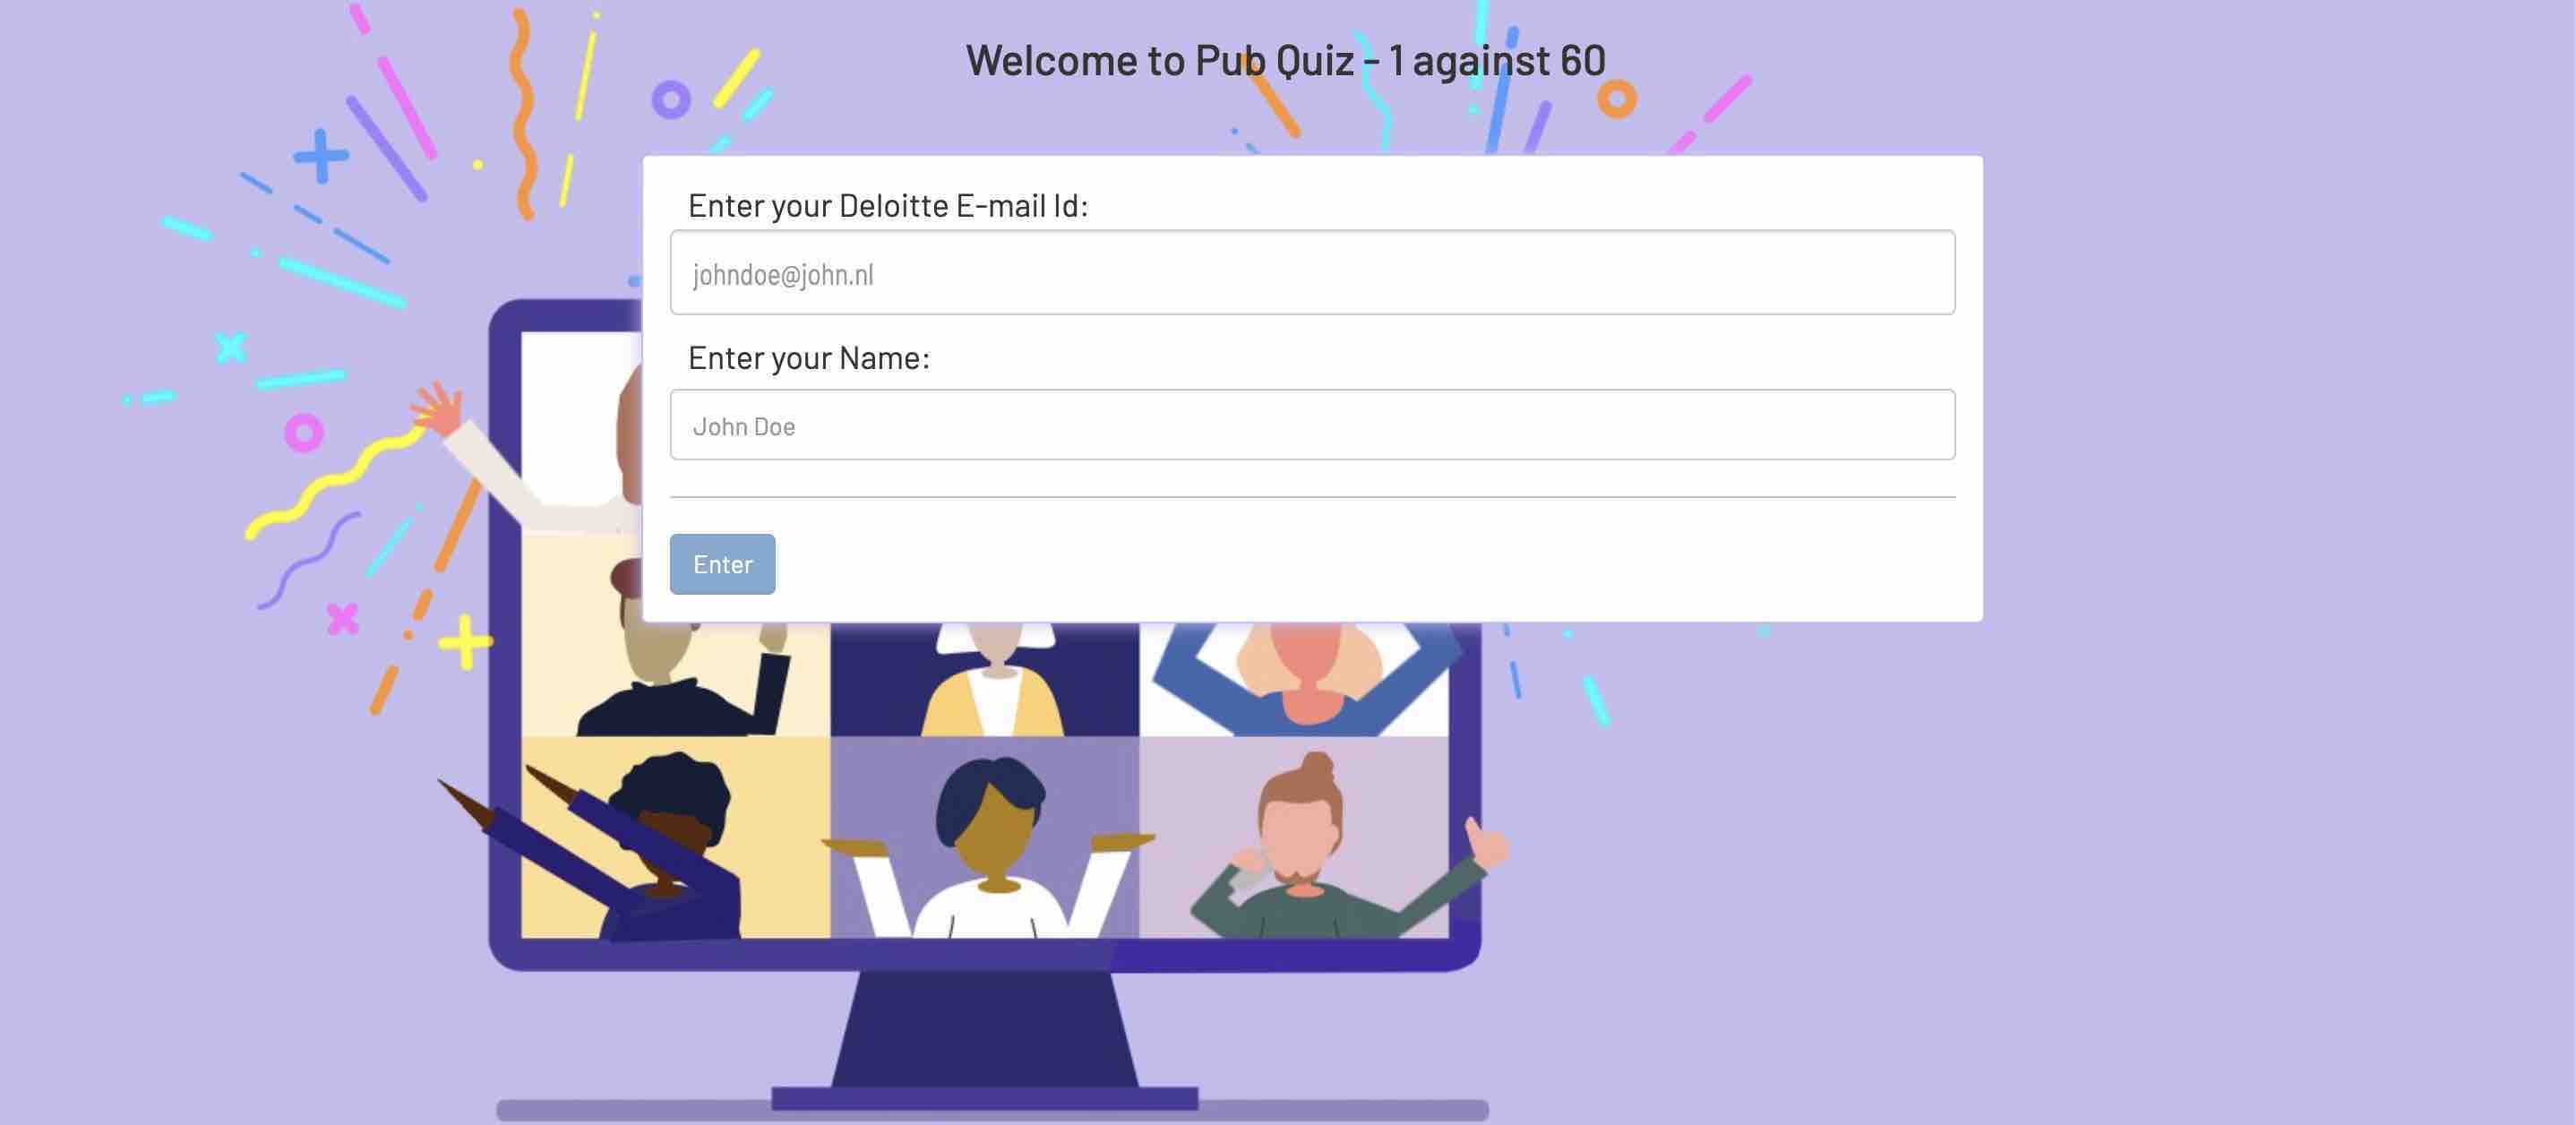 Welcome to Pub Quiz - 1 against 60
Enter your Deloitte E-mail Id:
johndoe@john.nl
Enter your Name:
John Doe
Enter